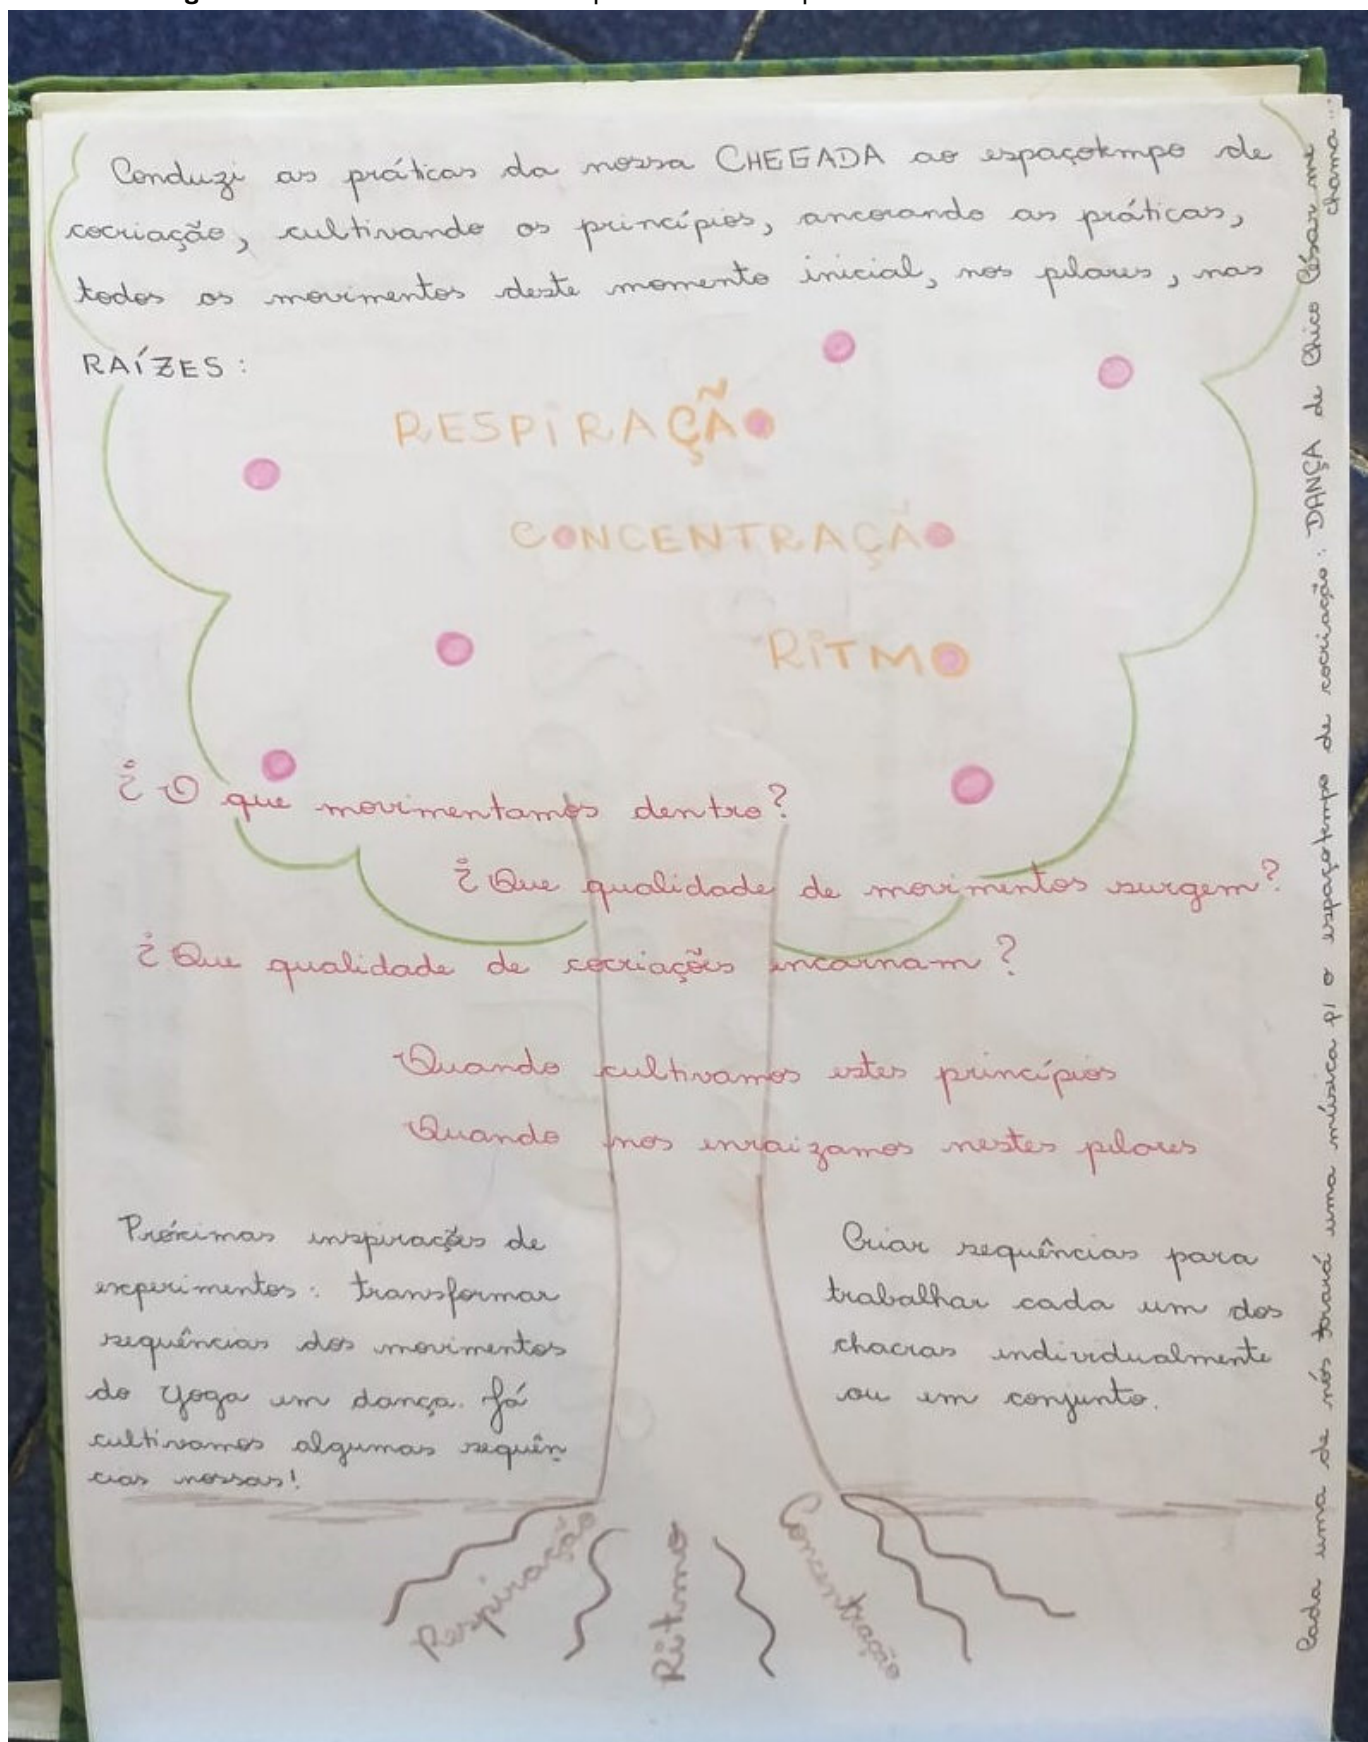 Conduzi as práticas da nossa CHEGADA ao espaçotempo de
cocriação, cultivando os princípios, ancorando as práticas,
todos os movimentos deste momento inicial, nos pilares, nas
RAÍZES:
RESPIRAÇÃO
CONCENTRAÇÃO
RITMO
¿ O que movimentamos dentro?
¿ Que qualidade de movimentos surgem?
¿ Que qualidade de cocriações encarnam?
Quando cultivamos estes princípios
Quando nos enraizamos nestes pilares
Próximas inspirações de
experimentos: transformar
sequências dos movimentos
do yoga em dança. Já
cultivamos algumas sequên
cias nossas!
Criar sequências para
trabalhar cada um dos
chacras individualmente
ou em conjunto.
Respiração
Ritmo
Concentração
Cada uma de nós trará uma música p/ o espaçotempo de cocriação: DANÇA de Chico César me
chama...